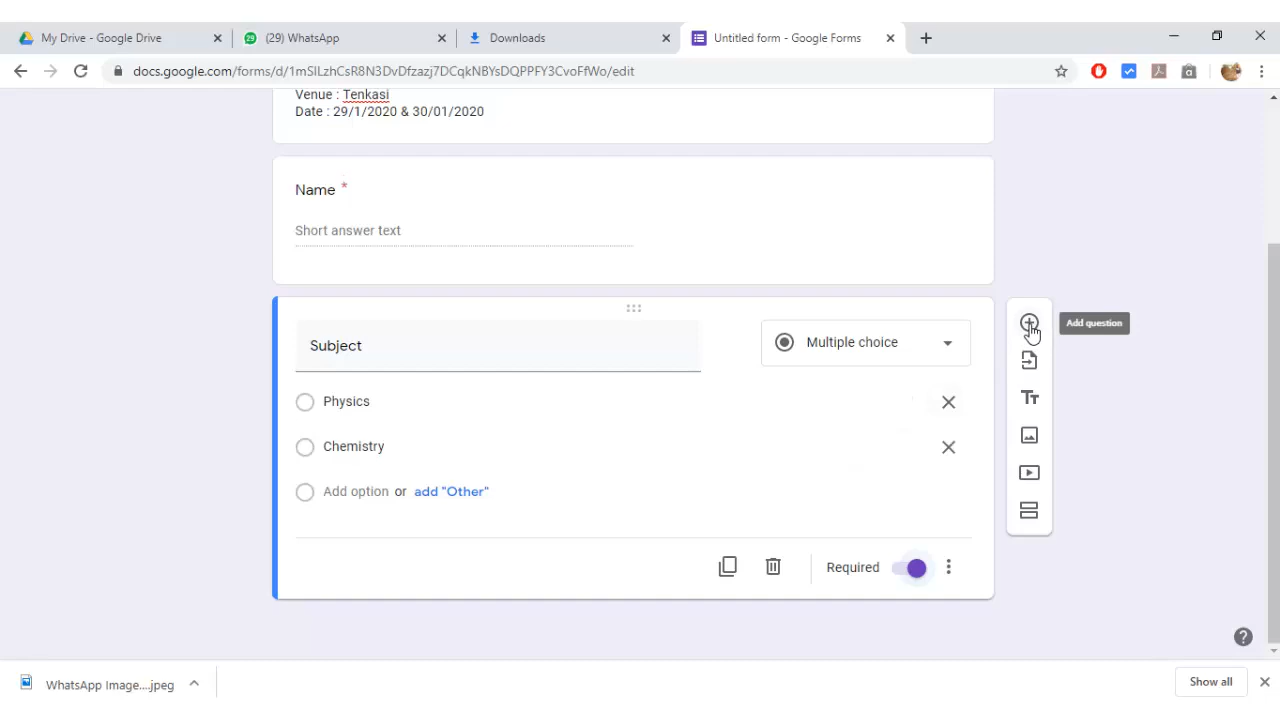 My Drive - Google Drive
(29) WhatsApp
Downloads
Untitled form - Google Forms
docs.google.com/forms/d/1mSlLzhCsR8N3DvDfzazj7DCqkNBYsDQPPFY3CvoFfWo/edit
Venue : Tenkasi
Date : 29/1/2020 & 30/01/2020
Name *
Short answer text
Subject
Multiple choice
Add question
Physics
Chemistry
Add option or add "Other"
Required
WhatsApp Image....jpeg
Show all